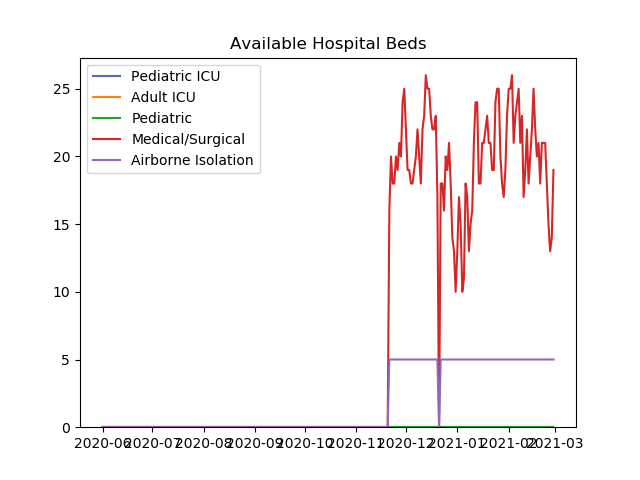 Available Hospital Beds
Pediatric ICU
Adult ICU
Pediatric
Medical/Surgical
Airborne Isolation
25
20
15
10
5
0
2020-06 2020-07 2020-08 2020-09 2020-10 2020-11 2020-12 2021-01 2021-02 2021-03